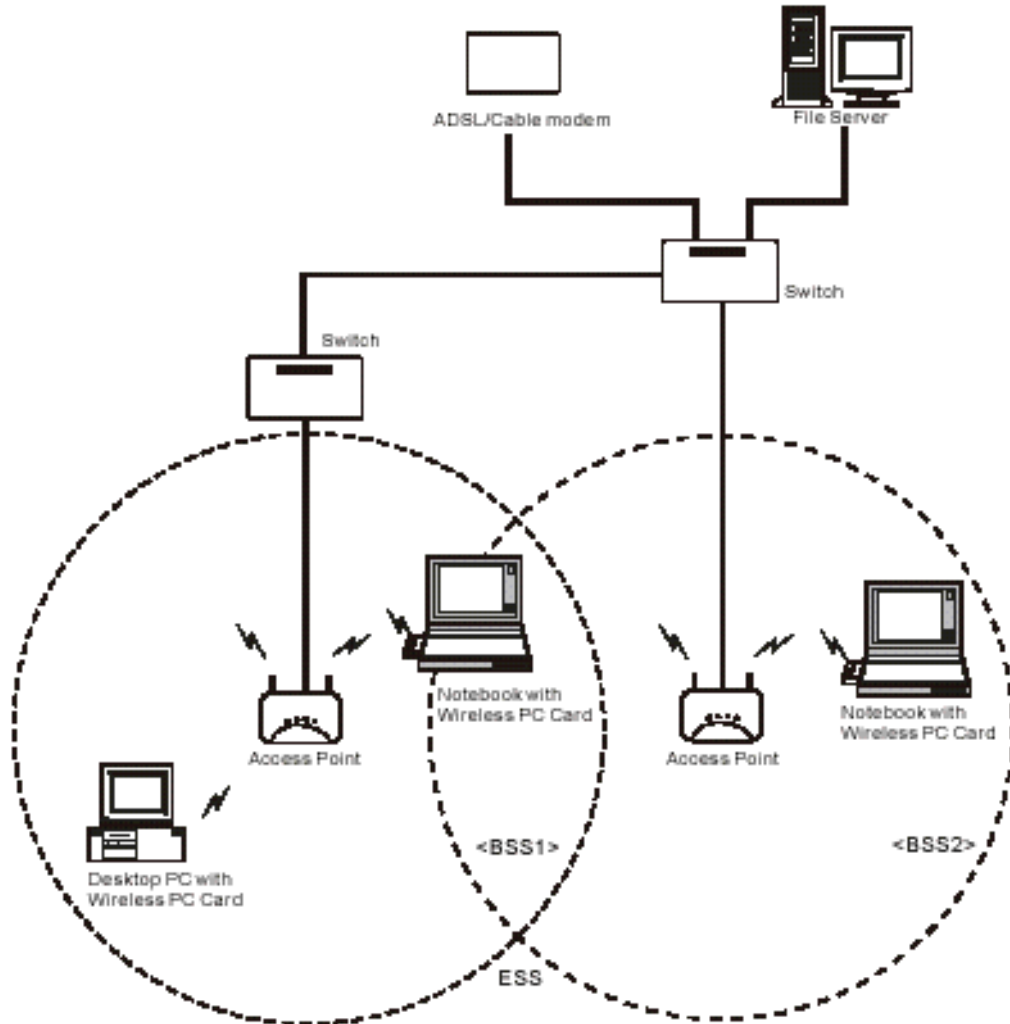 ADSL/Cable modem
File Server
Switch
Switch
Notebook with
Wireless PC Card
Notebook with
Wireless PC Card
Access Point
Access Point
<BSS1>
<BSS2>
Desktop PC with
Wireless PC Card
ESS